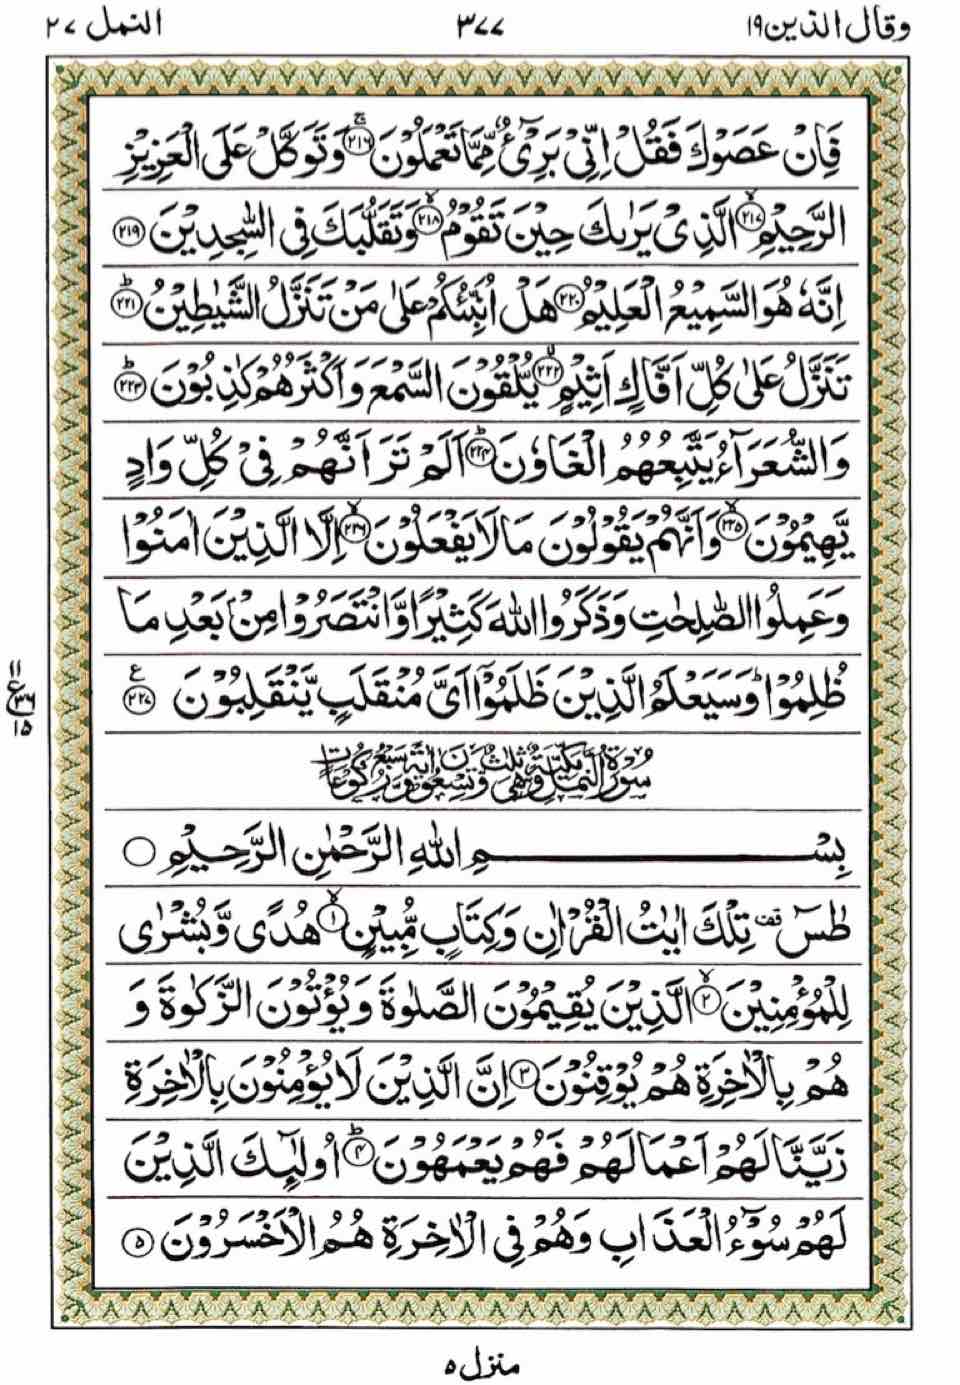 وقال الذين ١٩ ٣٧٧ النمل ٢٧
فَاِنْ عَصَوْكَ فَقُلْ اِنِّىْ بَرِىْٓءٌ مِّمَّا تَعْمَلُوْنَ ۚ﴿٢١٦﴾ وَتَوَكَّلْ عَلَى الْعَزِيْزِ
الرَّحِيْمِ ۙ﴿٢١٧﴾ الَّذِىْ يَرٰىكَ حِيْنَ تَقُوْمُ ۙ﴿٢١٨﴾ وَتَقَلُّبَكَ فِى السّٰجِدِيْنَ ﴿٢١٩﴾
اِنَّهٗ هُوَ السَّمِيْعُ الْعَلِيْمُ ﴿٢٢٠﴾ هَلْ اُنَبِّئُكُمْ عَلٰى مَنْ تَنَزَّلُ الشَّيٰطِيْنُ ؕ﴿٢٢١﴾
تَنَزَّلُ عَلٰى كُلِّ اَفَّاكٍ اَثِيْمٍ ۙ﴿٢٢٢﴾ يُّلْقُوْنَ السَّمْعَ وَاَكْثَرُهُمْ كٰذِبُوْنَ ؕ﴿٢٢٣﴾
وَالشُّعَرَآءُ يَتَّبِعُهُمُ الْغَاوٗنَ ؕ﴿٢٢٤﴾ اَلَمْ تَرَ اَنَّهُمْ فِىْ كُلِّ وَادٍ
يَّهِيْمُوْنَ ۙ﴿٢٢٥﴾ وَاَنَّهُمْ يَقُوْلُوْنَ مَا لَا يَفْعَلُوْنَ ۙ﴿٢٢٦﴾ اِلَّا الَّذِيْنَ اٰمَنُوْا
وَعَمِلُوا الصّٰلِحٰتِ وَذَكَرُوا اللّٰهَ كَثِيْرًا وَّانْتَصَرُوْا مِنْۢ بَعْدِ مَا
ظُلِمُوْا ؕ وَسَيَعْلَمُ الَّذِيْنَ ظَلَمُوْٓا اَىَّ مُنْقَلَبٍ يَّنْقَلِبُوْنَ ﴿٢٢٧﴾ ع
١١
ع ٣٦
١٥
سُوْرَةُ النَّمْلِ مَكِّيَّةٌ وَّهِىَ ثَلٰثٌ وَّتِسْعُوْنَ اٰيَةً وَّسَبْعُ رُكُوْعَاتٍ
بِسْمِ اللّٰهِ الرَّحْمٰنِ الرَّحِيْمِ
طٰسٓ قف تِلْكَ اٰيٰتُ الْقُرْاٰنِ وَكِتَابٍ مُّبِيْنٍ ۙ﴿١﴾ هُدًى وَّبُشْرٰى
لِلْمُؤْمِنِيْنَ ۙ﴿٢﴾ الَّذِيْنَ يُقِيْمُوْنَ الصَّلٰوةَ وَيُؤْتُوْنَ الزَّكٰوةَ وَ
هُمْ بِالْاٰخِرَةِ هُمْ يُوْقِنُوْنَ ﴿٣﴾ اِنَّ الَّذِيْنَ لَا يُؤْمِنُوْنَ بِالْاٰخِرَةِ
زَيَّنَّا لَهُمْ اَعْمَالَهُمْ فَهُمْ يَعْمَهُوْنَ ؕ﴿٤﴾ اُولٰٓئِكَ الَّذِيْنَ
لَهُمْ سُوْٓءُ الْعَذَابِ وَهُمْ فِى الْاٰخِرَةِ هُمُ الْاَخْسَرُوْنَ ﴿٥﴾
منزل ٥